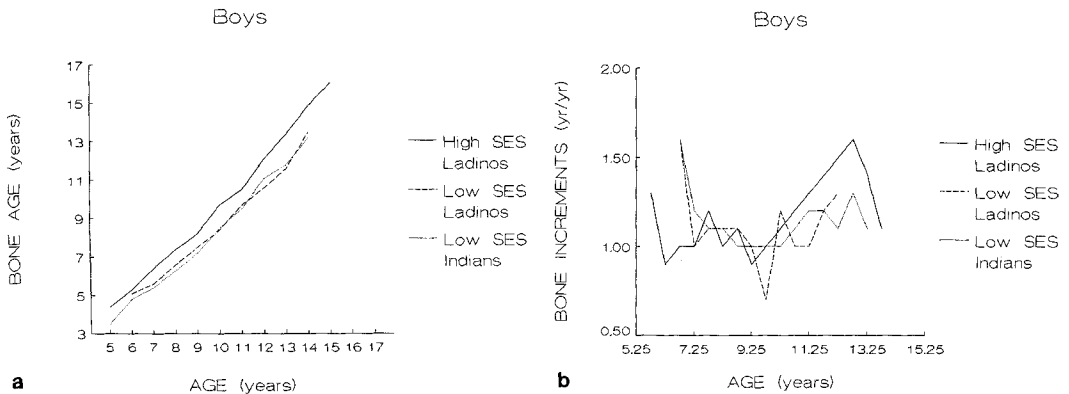 Boys
BONE AGE (years)
17
15
13
11
9
7
5
3
5 6 7 8 9 10 11 12 13 14 15 16 17
AGE (years)
a
High SES
Ladinos
Low SES
Ladinos
Low SES
Indians
Boys
BONE INCREMENTS (yr/yr)
2.00
1.50
1.00
0.50
5.25 7.25 9.25 11.25 13.25 15.25
AGE (years)
b
High SES
Ladinos
Low SES
Ladinos
Low SES
Indians